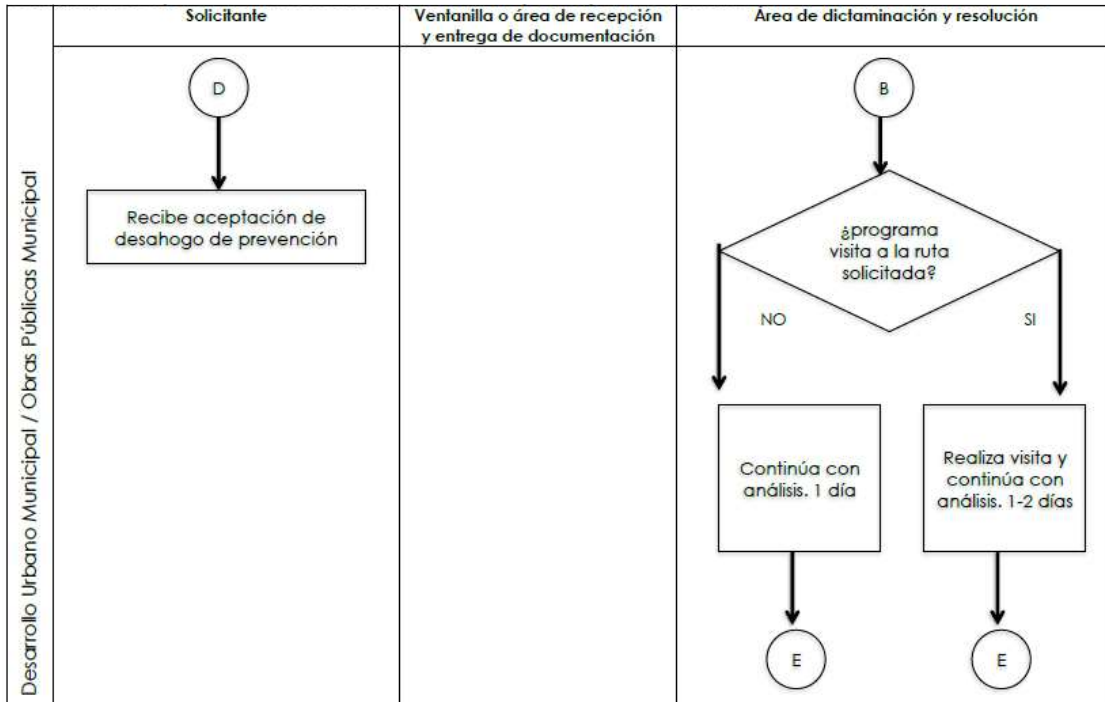 Solicitante
Ventanilla o área de recepción
y entrega de documentación
Área de dictaminación y resolución
Desarrollo Urbano Municipal / Obras Públicas Municipal
D
Recibe aceptación de
desahogo de prevención
B
¿programa
visita a la ruta
solicitada?
NO
SI
Continúa con
análisis. 1 día
Realiza visita y
continúa con
análisis. 1-2 días
E
E